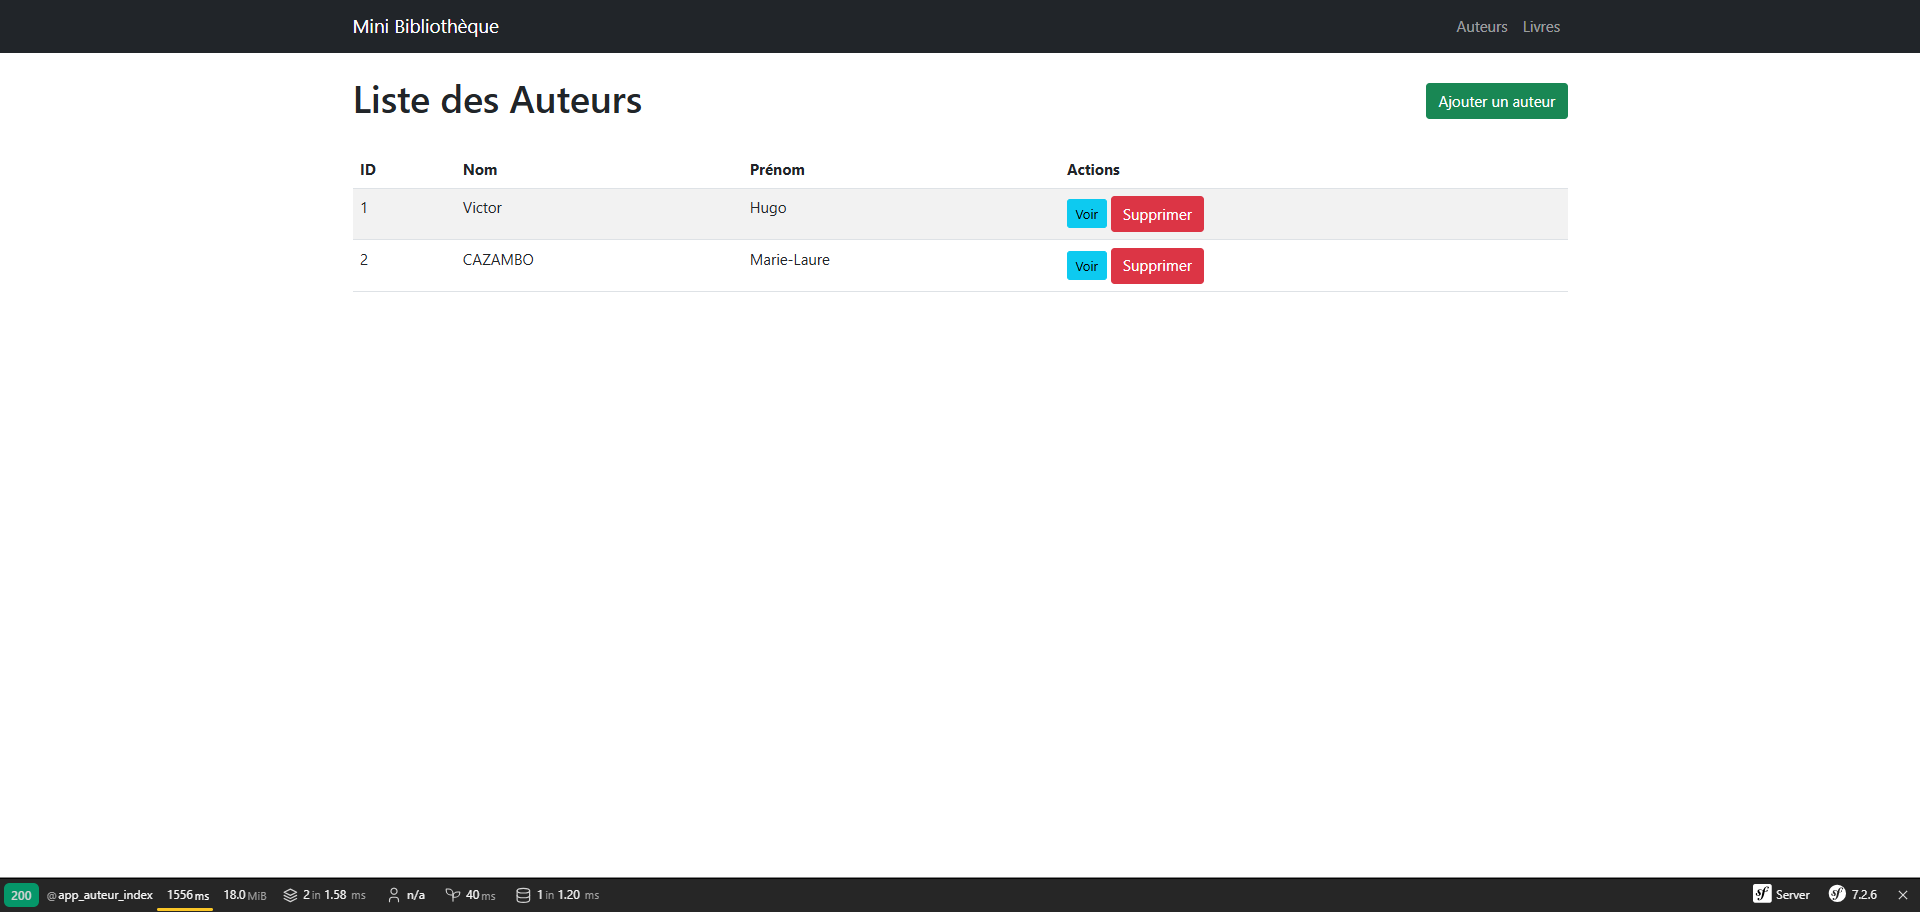 Mini Bibliothèque Auteurs Livres
Liste des Auteurs Ajouter un auteur
ID Nom Prénom Actions
1 Victor Hugo Voir Supprimer
2 CAZAMBO Marie-Laure Voir Supprimer
200 @app_auteur_index 1556 ms 18.0 MiB 2 in 1.58 ms n/a 40 ms 1 in 1.20 ms sf Server sf 7.2.6